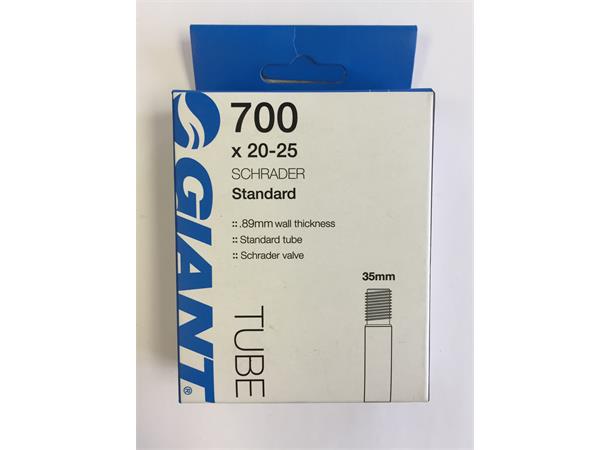 700
x 20-25
SCHRADER
Standard
:: .89mm wall thickness
:: Standard tube
:: Schrader valve
35mm
GIANT®
TUBE